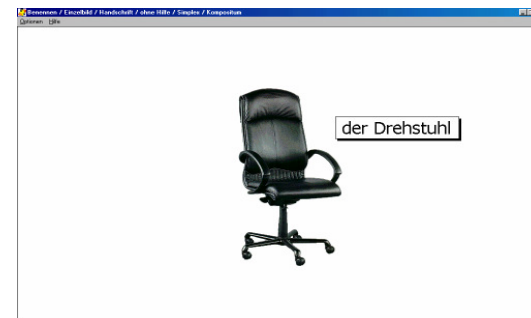 Benennen / Einzelbild / Handschrift / ohne Hilfe / Simplex / Kompositum
Optionen Hilfe
der Drehstuhl